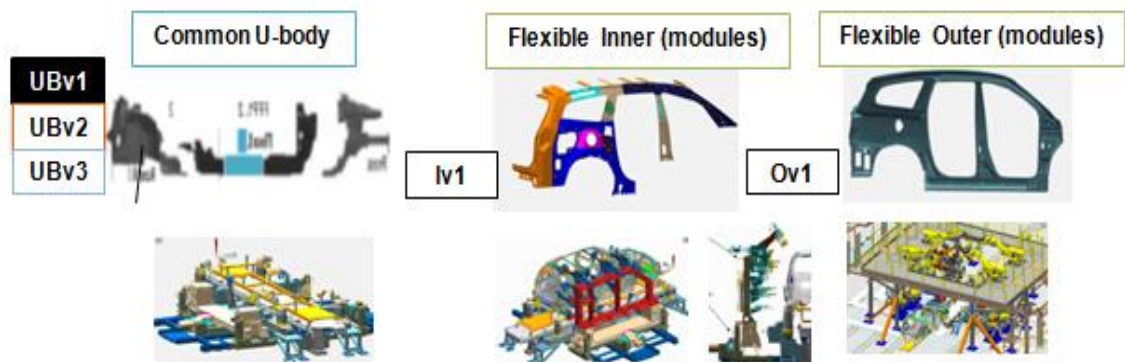 Common U-body
Flexible Inner (modules)
Flexible Outer (modules)
UBv1
UBv2
UBv3
Iv1
Ov1